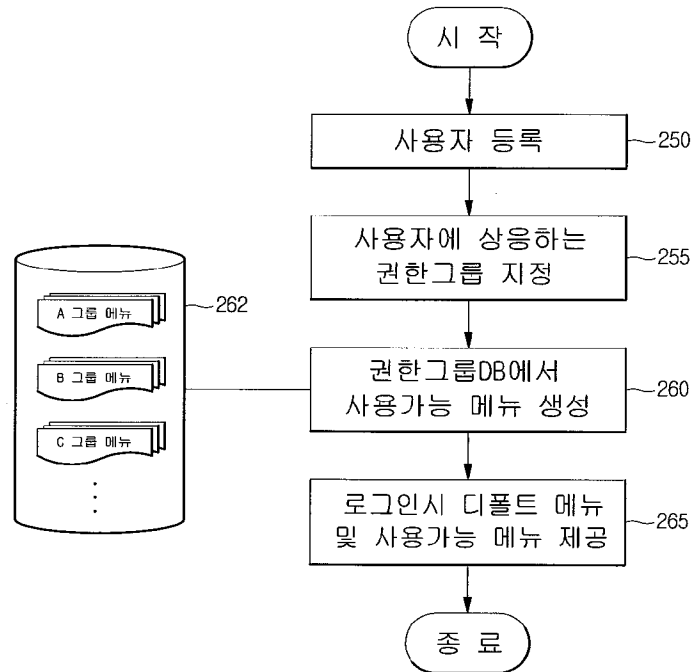 시 작
사용자 등록
250
사용자에 상응하는
권한그룹 지정
255
262
A 그룹 메뉴
B 그룹 메뉴
C 그룹 메뉴
권한그룹DB에서
사용가능 메뉴 생성
260
로그인시 디폴트 메뉴
및 사용가능 메뉴 제공
265
종 료